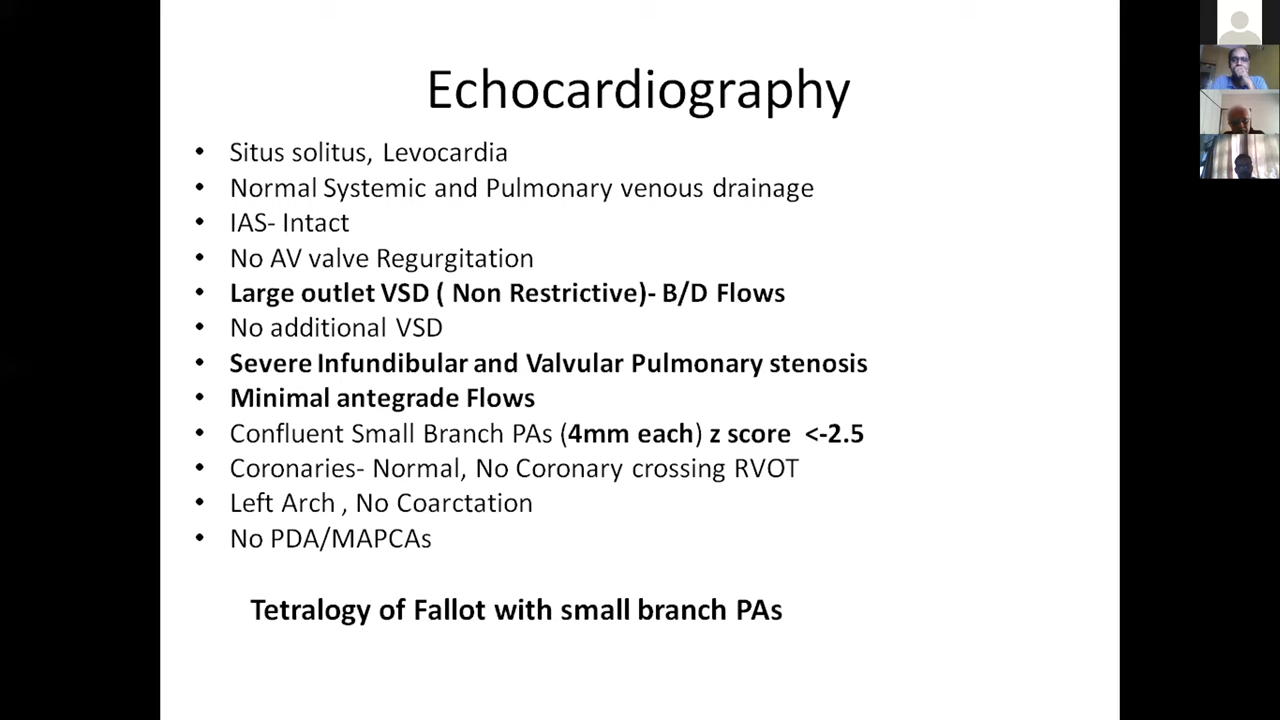 Echocardiography
• Situs solitus, Levocardia
• Normal Systemic and Pulmonary venous drainage
• IAS- Intact
• No AV valve Regurgitation
• Large outlet VSD ( Non Restrictive)- B/D Flows
• No additional VSD
• Severe Infundibular and Valvular Pulmonary stenosis
• Minimal antegrade Flows
• Confluent Small Branch PAs (4mm each) z score <-2.5
• Coronaries- Normal, No Coronary crossing RVOT
• Left Arch , No Coarctation
• No PDA/MAPCAs
Tetralogy of Fallot with small branch PAs